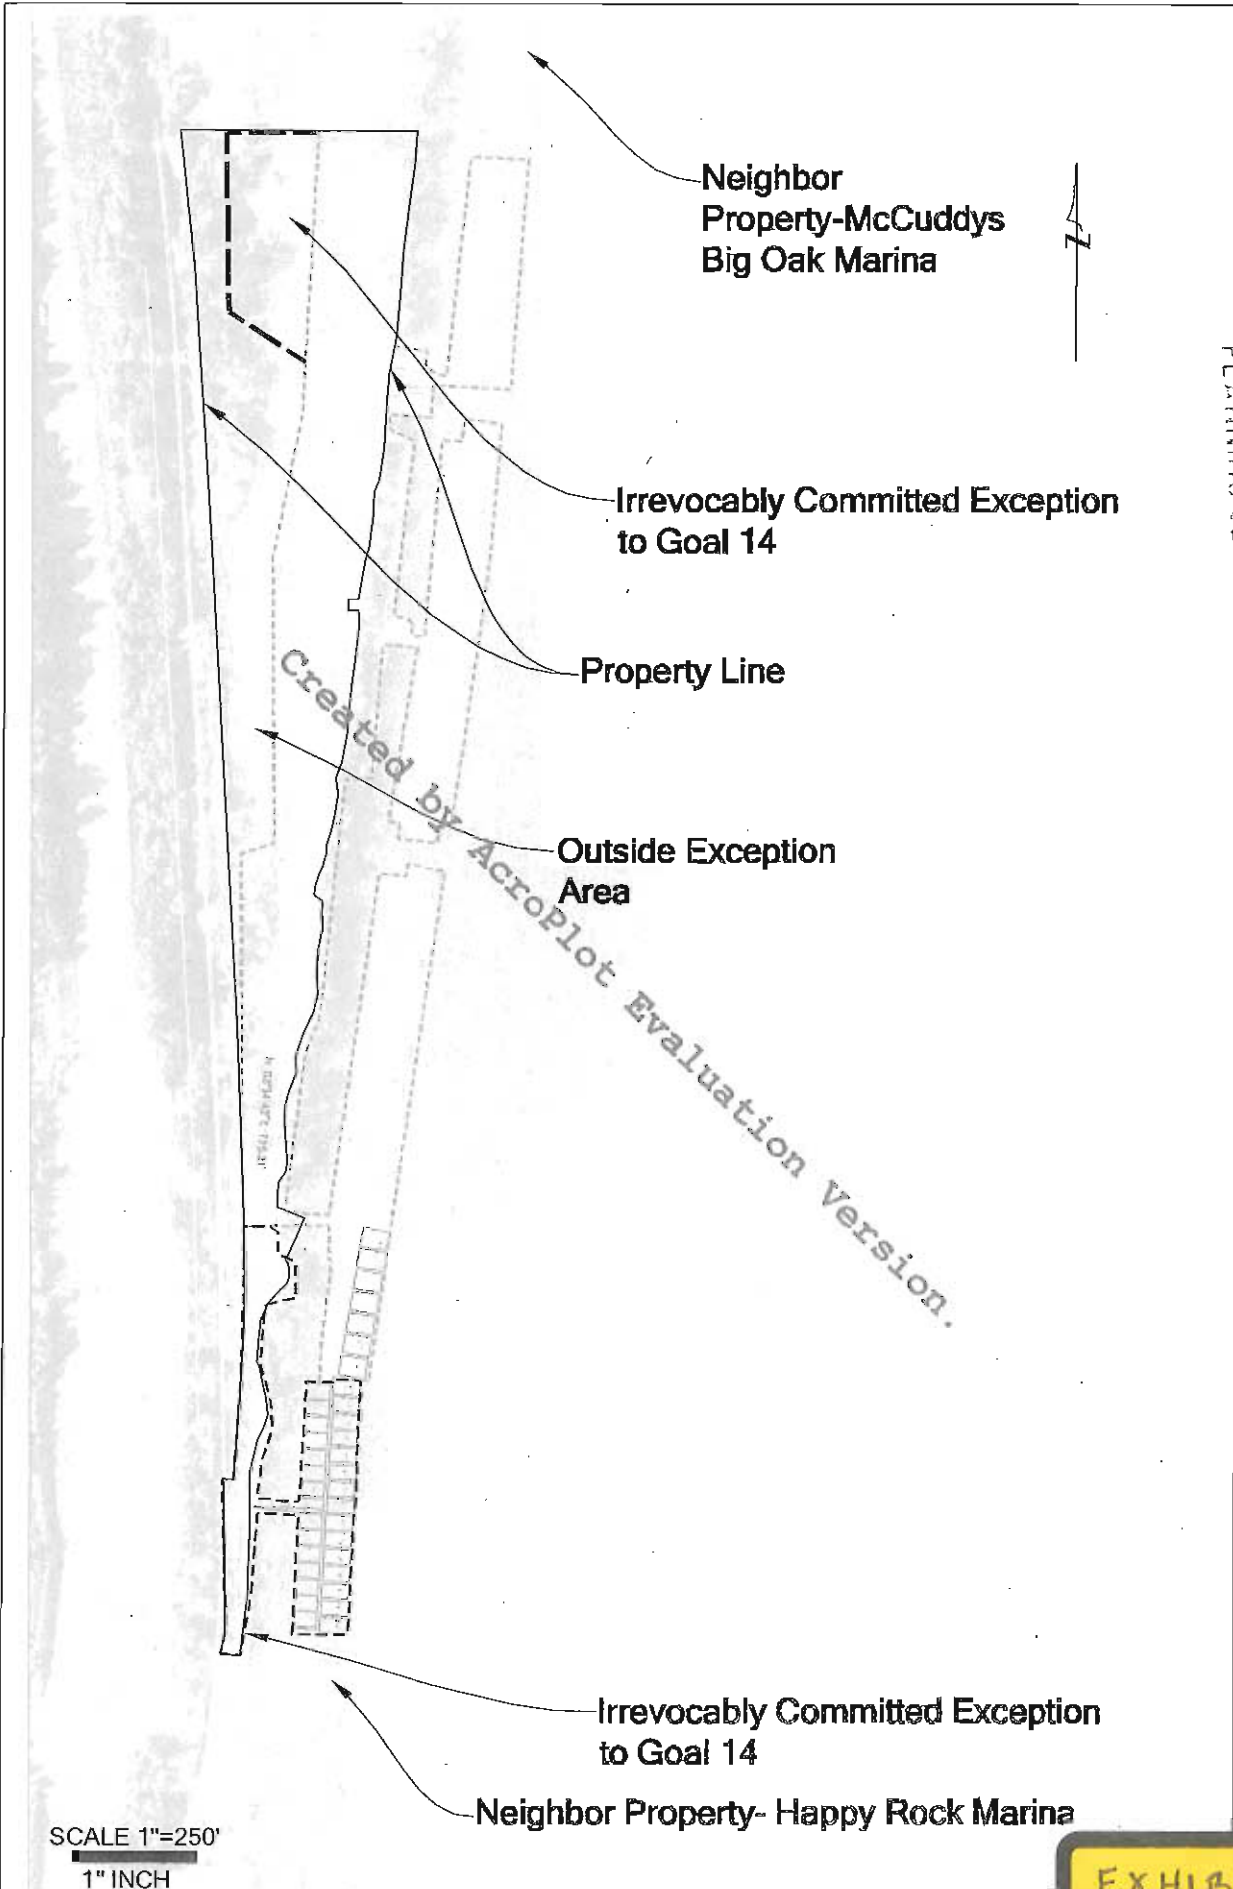 Neighbor
Property-McCuddys
Big Oak Marina
Irrevocably Committed Exception
to Goal 14
Property Line
Created by AcroPlot Evaluation Version.
Outside Exception
Area
Irrevocably Committed Exception
to Goal 14
Neighbor Property- Happy Rock Marina
SCALE 1"=250'
1" INCH